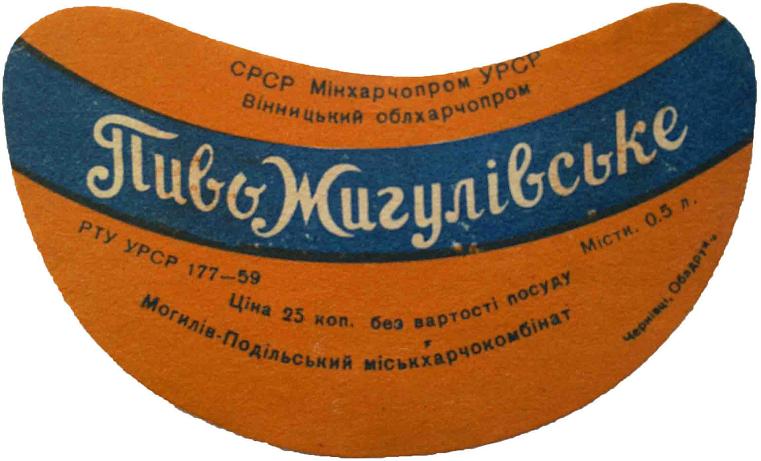 СРСР Мінхарчопром УРСР
Вінницький облхарчопром
Пиво Жигулівське
РТУ УРСР 177—59
Містк. 0.5 л.
Ціна 25 коп. без вартості посуду
Могилів-Подільський міськхарчокомбінат
Чернівці, Облдрук.